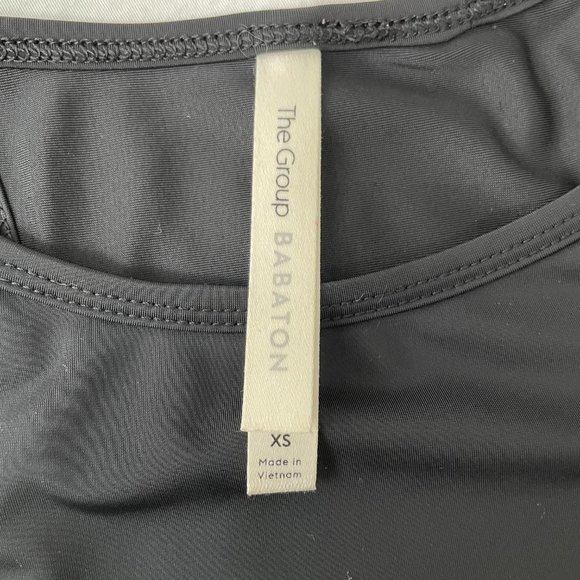 The Group BABATON
XS
Made in
Vietnam